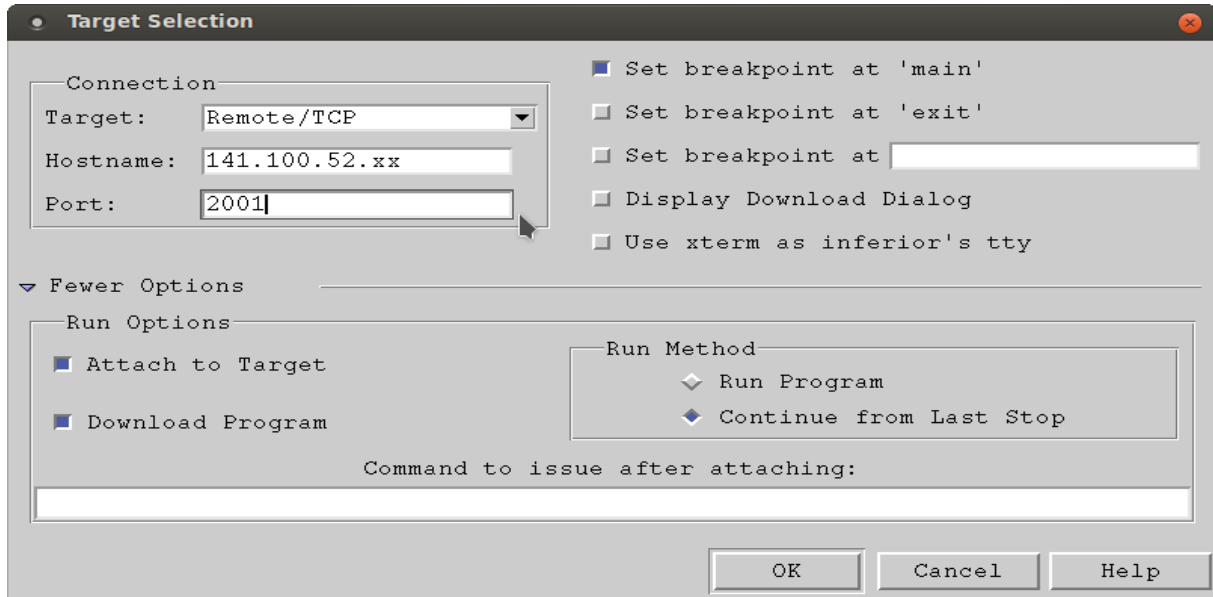 Target Selection
Connection
Target: Remote/TCP
Hostname: 141.100.52.xx
Port: 2001
Set breakpoint at 'main'
Set breakpoint at 'exit'
Set breakpoint at
Display Download Dialog
Use xterm as inferior's tty
Fewer Options
Run Options
Attach to Target
Download Program
Run Method
Run Program
Continue from Last Stop
Command to issue after attaching:
OK Cancel Help